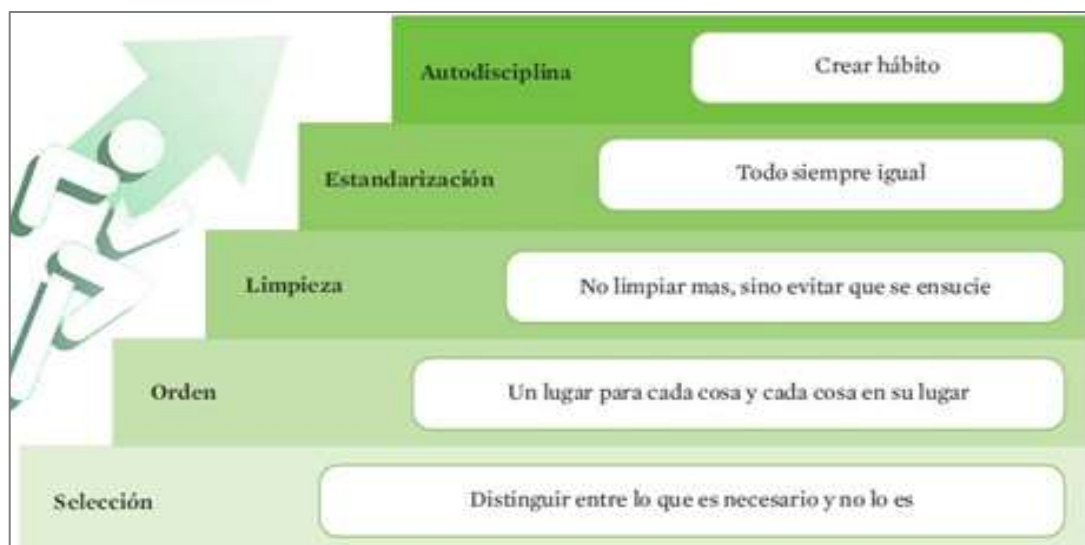 Autodisciplina
Crear hábito
Estandarización
Todo siempre igual
Limpieza
No limpiar mas, sino evitar que se ensucie
Orden
Un lugar para cada cosa y cada cosa en su lugar
Selección
Distinguir entre lo que es necesario y no lo es